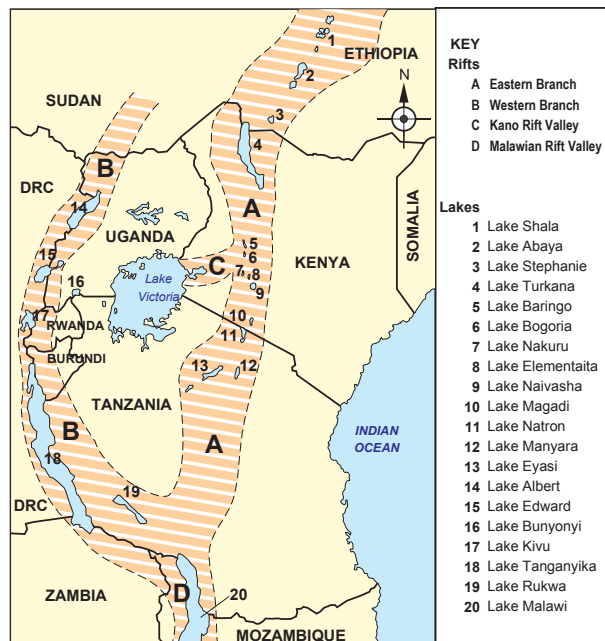 1
ETHIOPIA
2
SUDAN
3
N
4
B
DRC
14
A
UGANDA
5
6
15
C
7
8
KENYA
SOMALIA
16
Lake
Victoria
9
17
RWANDA
10
11
BURUNDI
13
12
TANZANIA
B
A
INDIAN
OCEAN
18
19
DRC
D
20
ZAMBIA
MOZAMBIQUE
KEY
Rifts
A Eastern Branch
B Western Branch
C Kano Rift Valley
D Malawian Rift Valley
Lakes
1 Lake Shala
2 Lake Abaya
3 Lake Stephanie
4 Lake Turkana
5 Lake Baringo
6 Lake Bogoria
7 Lake Nakuru
8 Lake Elementaita
9 Lake Naivasha
10 Lake Magadi
11 Lake Natron
12 Lake Manyara
13 Lake Eyasi
14 Lake Albert
15 Lake Edward
16 Lake Bunyonyi
17 Lake Kivu
18 Lake Tanganyika
19 Lake Rukwa
20 Lake Malawi